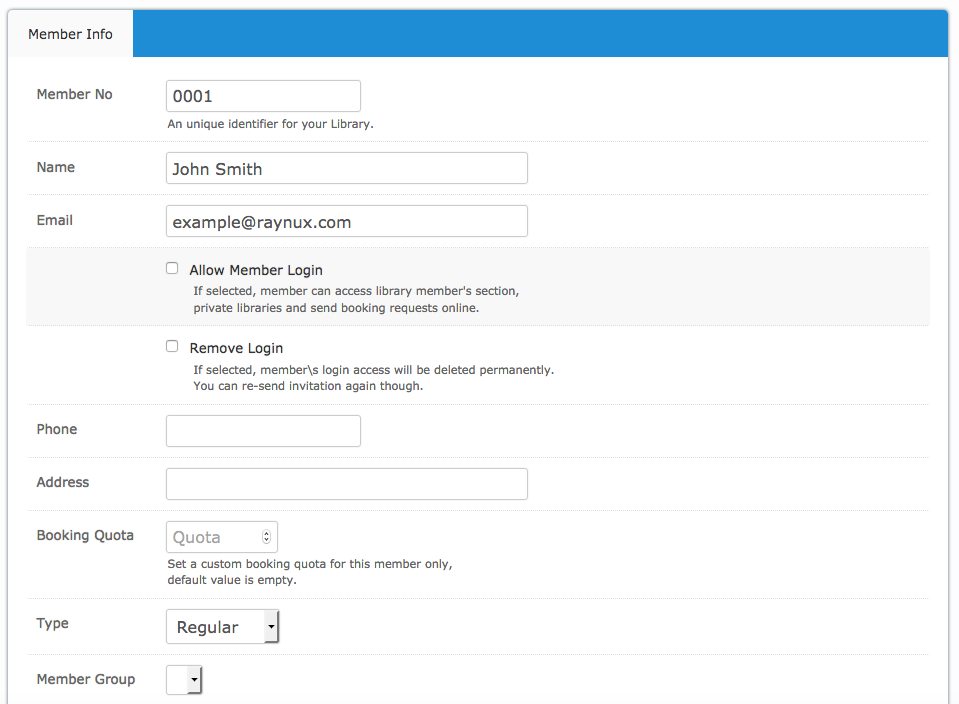 Member Info
Member No
0001
An unique identifier for your Library.
Name
John Smith
Email
example@raynux.com
Allow Member Login
If selected, member can access library member's section,
private libraries and send booking requests online.
Remove Login
If selected, member\s login access will be deleted permanently.
You can re-send invitation again though.
Phone
Address
Booking Quota
Quota
Set a custom booking quota for this member only,
default value is empty.
Type
Regular
Member Group